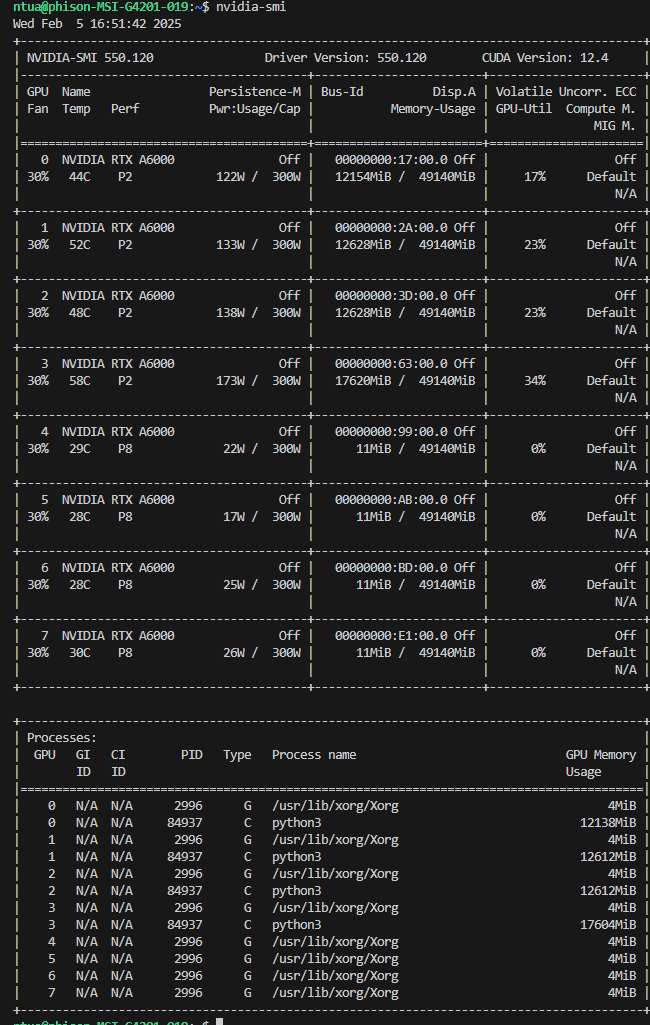 ntua@phison-MSI-G4201-019:~$ nvidia-smi
Wed Feb  5 16:51:42 2025
+-----------------------------------------------------------------------------------------+
| NVIDIA-SMI 550.120                Driver Version: 550.120        CUDA Version: 12.4     |
|-----------------------------------------+------------------------+----------------------+
| GPU  Name                 Persistence-M | Bus-Id          Disp.A | Volatile Uncorr. ECC |
| Fan  Temp   Perf          Pwr:Usage/Cap |           Memory-Usage | GPU-Util  Compute M. |
|                                         |                        |               MIG M. |
|=========================================+========================+======================|
|   0  NVIDIA RTX A6000               Off |   00000000:17:00.0 Off |                  Off |
| 30%   44C    P2            122W /  300W |   12154MiB /  49140MiB |     17%      Default |
|                                         |                        |                  N/A |
+-----------------------------------------+------------------------+----------------------+
|   1  NVIDIA RTX A6000               Off |   00000000:2A:00.0 Off |                  Off |
| 30%   52C    P2            133W /  300W |   12628MiB /  49140MiB |     23%      Default |
|                                         |                        |                  N/A |
+-----------------------------------------+------------------------+----------------------+
|   2  NVIDIA RTX A6000               Off |   00000000:3D:00.0 Off |                  Off |
| 30%   48C    P2            138W /  300W |   12628MiB /  49140MiB |     23%      Default |
|                                         |                        |                  N/A |
+-----------------------------------------+------------------------+----------------------+
|   3  NVIDIA RTX A6000               Off |   00000000:63:00.0 Off |                  Off |
| 30%   58C    P2            173W /  300W |   17620MiB /  49140MiB |     34%      Default |
|                                         |                        |                  N/A |
+-----------------------------------------+------------------------+----------------------+
|   4  NVIDIA RTX A6000               Off |   00000000:99:00.0 Off |                  Off |
| 30%   29C    P8             22W /  300W |      11MiB /  49140MiB |      0%      Default |
|                                         |                        |                  N/A |
+-----------------------------------------+------------------------+----------------------+
|   5  NVIDIA RTX A6000               Off |   00000000:AB:00.0 Off |                  Off |
| 30%   28C    P8             17W /  300W |      11MiB /  49140MiB |      0%      Default |
|                                         |                        |                  N/A |
+-----------------------------------------+------------------------+----------------------+
|   6  NVIDIA RTX A6000               Off |   00000000:BD:00.0 Off |                  Off |
| 30%   28C    P8             25W /  300W |      11MiB /  49140MiB |      0%      Default |
|                                         |                        |                  N/A |
+-----------------------------------------+------------------------+----------------------+
|   7  NVIDIA RTX A6000               Off |   00000000:E1:00.0 Off |                  Off |
| 30%   30C    P8             26W /  300W |      11MiB /  49140MiB |      0%      Default |
|                                         |                        |                  N/A |
+-----------------------------------------+------------------------+----------------------+

+-----------------------------------------------------------------------------------------+
| Processes:                                                                              |
|  GPU   GI   CI        PID   Type   Process name                              GPU Memory |
|        ID   ID                                                               Usage      |
|=========================================================================================|
|    0   N/A  N/A      2996      G   /usr/lib/xorg/Xorg                              4MiB |
|    0   N/A  N/A     84937      C   python3                                     12138MiB |
|    1   N/A  N/A      2996      G   /usr/lib/xorg/Xorg                              4MiB |
|    1   N/A  N/A     84937      C   python3                                     12612MiB |
|    2   N/A  N/A      2996      G   /usr/lib/xorg/Xorg                              4MiB |
|    2   N/A  N/A     84937      C   python3                                     12612MiB |
|    3   N/A  N/A      2996      G   /usr/lib/xorg/Xorg                              4MiB |
|    3   N/A  N/A     84937      C   python3                                     17604MiB |
|    4   N/A  N/A      2996      G   /usr/lib/xorg/Xorg                              4MiB |
|    5   N/A  N/A      2996      G   /usr/lib/xorg/Xorg                              4MiB |
|    6   N/A  N/A      2996      G   /usr/lib/xorg/Xorg                              4MiB |
|    7   N/A  N/A      2996      G   /usr/lib/xorg/Xorg                              4MiB |
+-----------------------------------------------------------------------------------------+
ntua@phison-MSI-G4201-019:~$